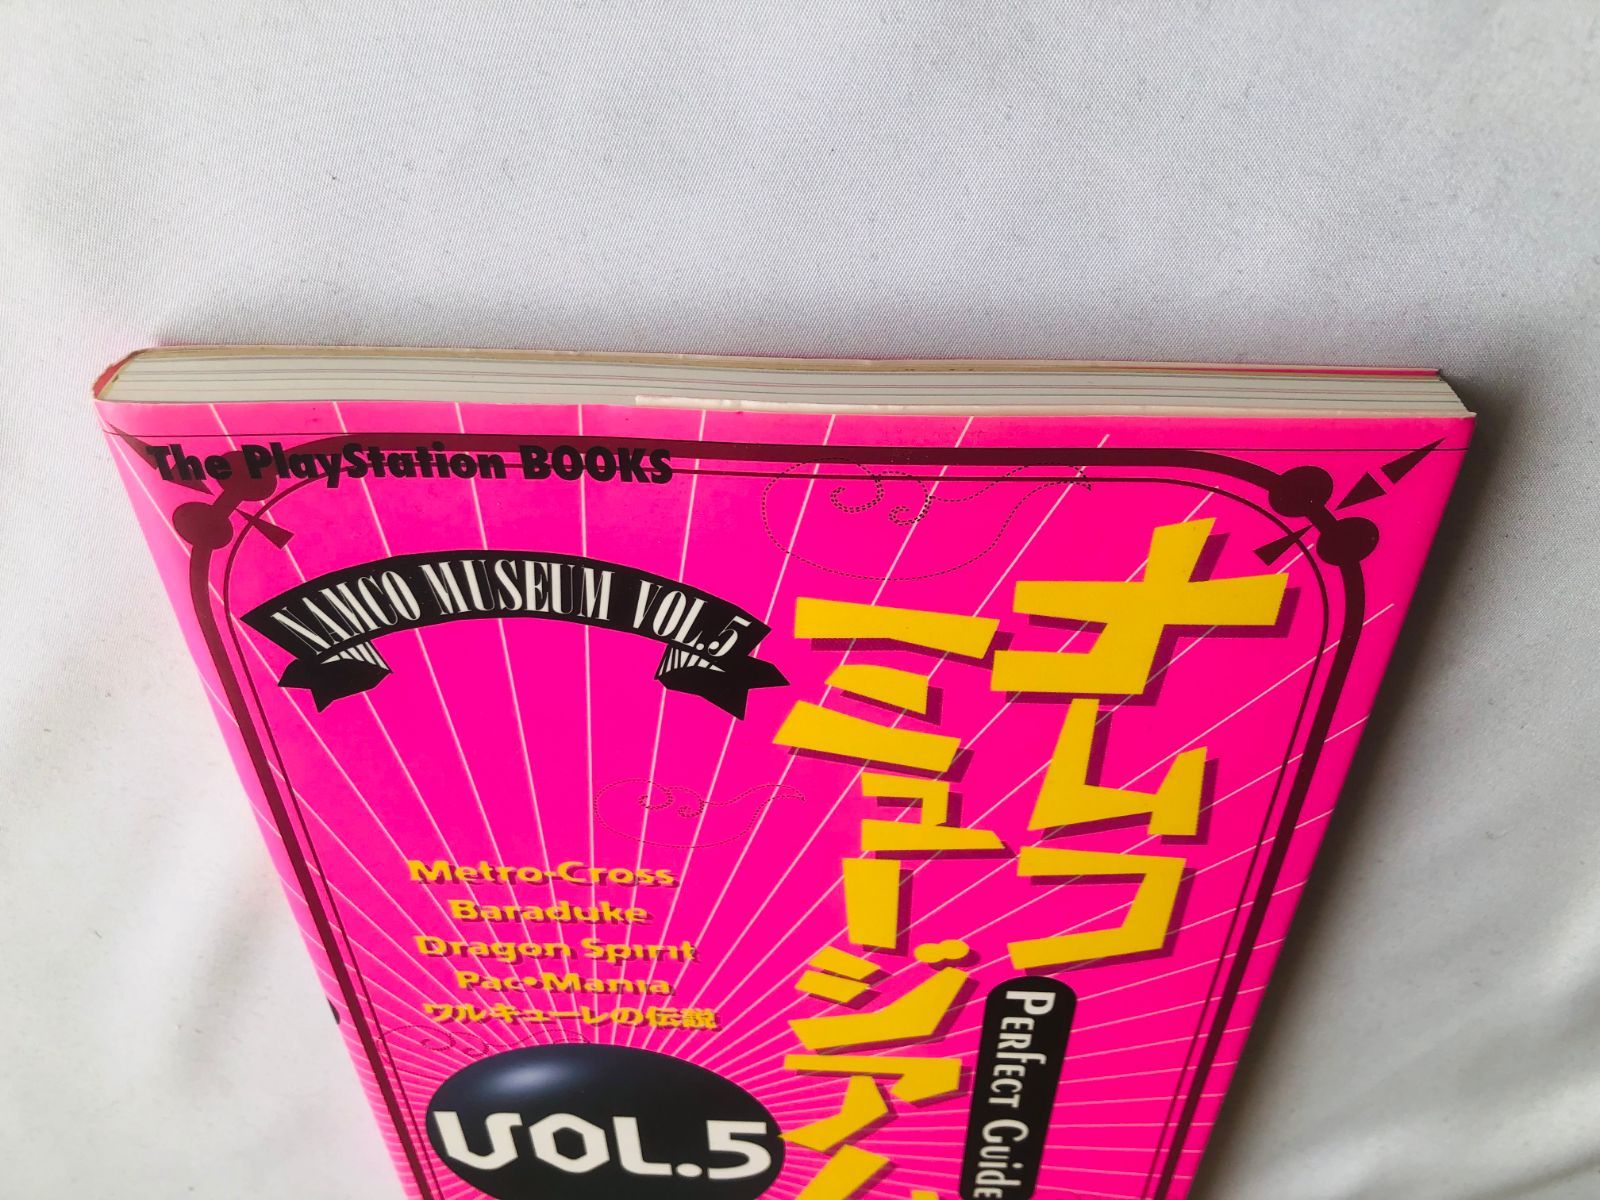 The PlayStation BOOKS
NAMCO MUSEUM VOL.5
ナムコ
ミュージアム
PERFECT GUIDE
Metro-Cross
Baraduke
Dragon Spirit
Pac•Mania
ワルキューレの伝説
VOL.5